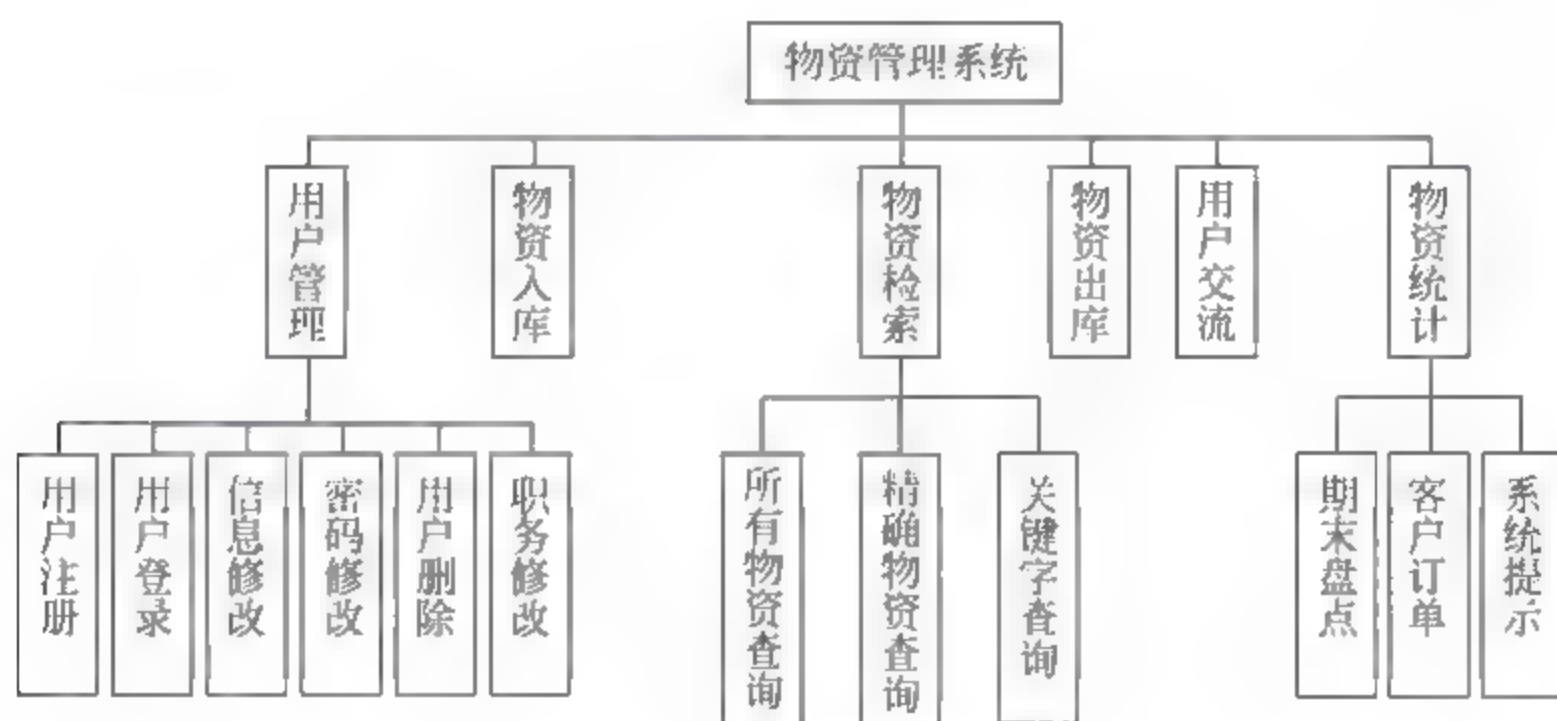 物资管理系统
用户管理
物资入库
物资检索
物资出库
用户交流
物资统计
用户注册
用户登录
信息修改
密码修改
用户删除
职务修改
所有物资查询
精确物资查询
关键字查询
期末盘点
客户订单
系统提示